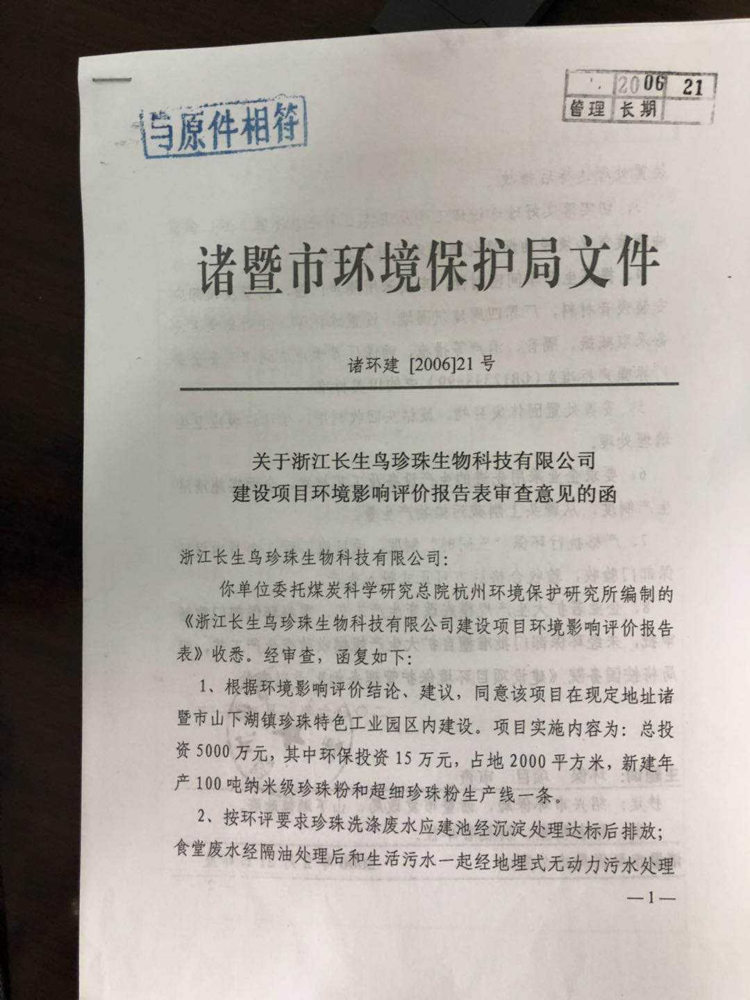 与原件相符
2006 21
管理 长期
诸暨市环境保护局文件
诸环建 [2006]21 号
关于浙江长生鸟珍珠生物科技有限公司
建设项目环境影响评价报告表审查意见的函
浙江长生鸟珍珠生物科技有限公司：
你单位委托煤炭科学研究总院杭州环境保护研究所编制的
《浙江长生鸟珍珠生物科技有限公司建设项目环境影响评价报告
表》收悉。经审查，函复如下：
1、根据环境影响评价结论、建议，同意该项目在现定地址诸
暨市山下湖镇珍珠特色工业园区内建设。项目实施内容为：总投
资 5000 万元，其中环保投资 15 万元，占地 2000 平方米，新建年
产 100 吨纳米级珍珠粉和超细珍珠粉生产线一条。
2、按环评要求珍珠洗涤废水应建池经沉淀处理达标后排放；
食堂废水经隔油处理后和生活污水一起经地埋式无动力污水处理
—1—